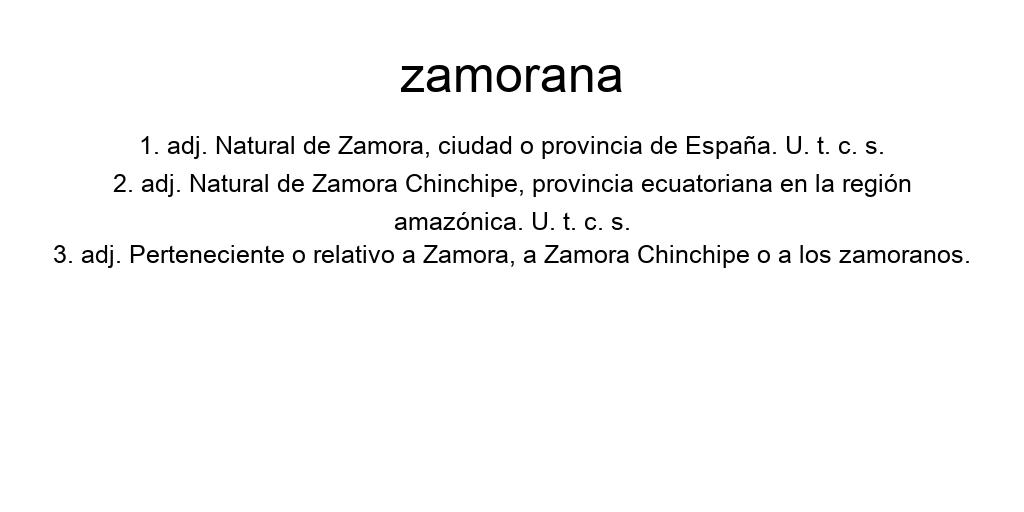 zamorana
1. adj. Natural de Zamora, ciudad o provincia de España. U. t. c. s.
2. adj. Natural de Zamora Chinchipe, provincia ecuatoriana en la región
amazónica. U. t. c. s.
3. adj. Perteneciente o relativo a Zamora, a Zamora Chinchipe o a los zamoranos.